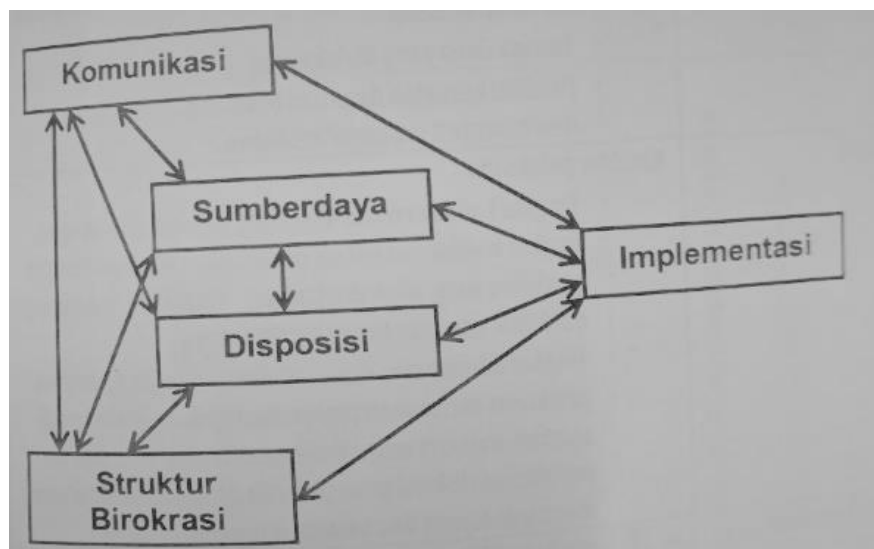 Komunikasi
Sumberdaya
Implementasi
Disposisi
Struktur
Birokrasi